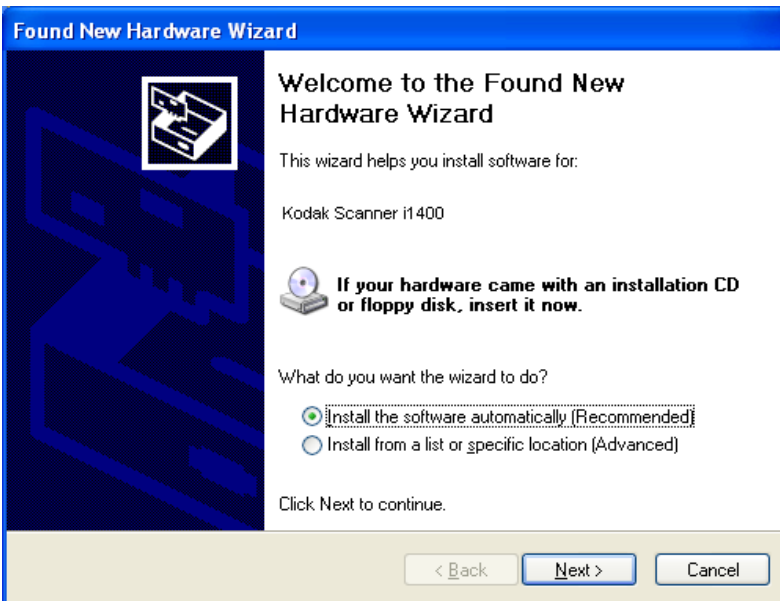 Found New Hardware Wizard
Welcome to the Found New
Hardware Wizard
This wizard helps you install software for:
Kodak Scanner i1400
If your hardware came with an installation CD
or floppy disk, insert it now.
What do you want the wizard to do?
Install the software automatically (Recommended)
Install from a list or specific location (Advanced)
Click Next to continue.
< Back Next > Cancel